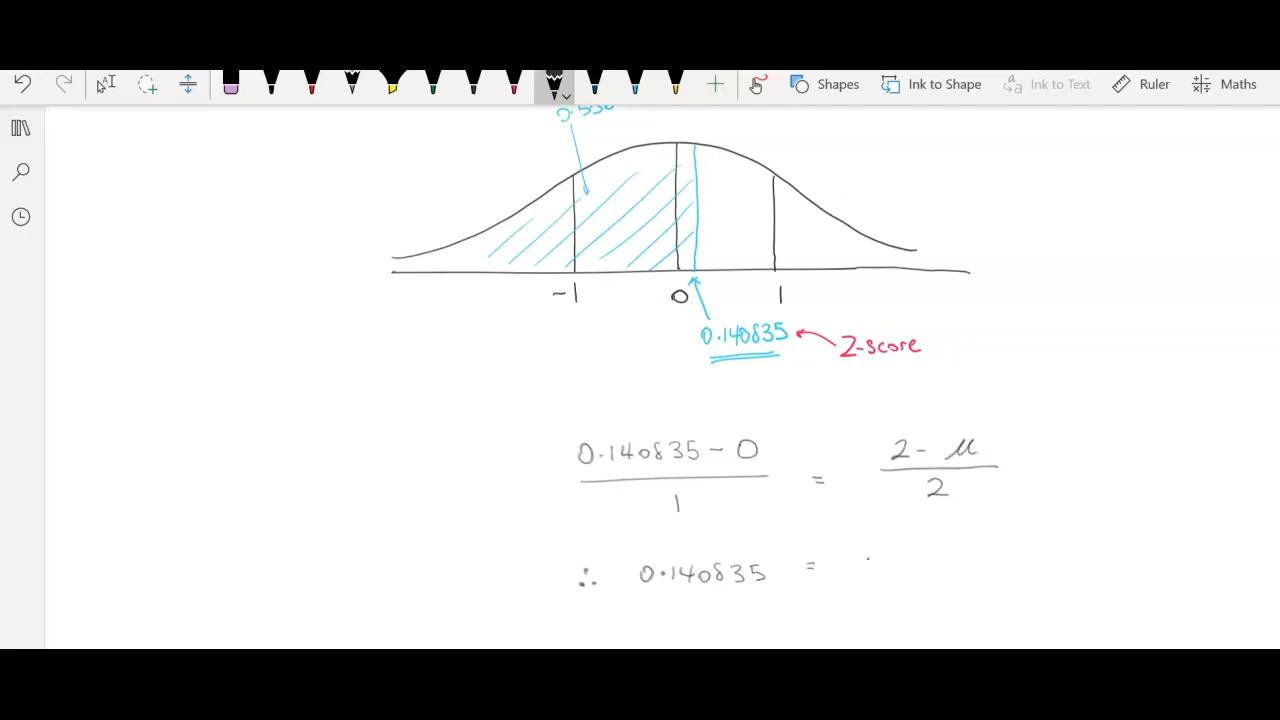 Shapes Ink to Shape Ink to Text Ruler Maths
-1 0 1
0.140835 Z-score
0.140835 - 0 / 1 = 2 - μ / 2
∴ 0.140835 =